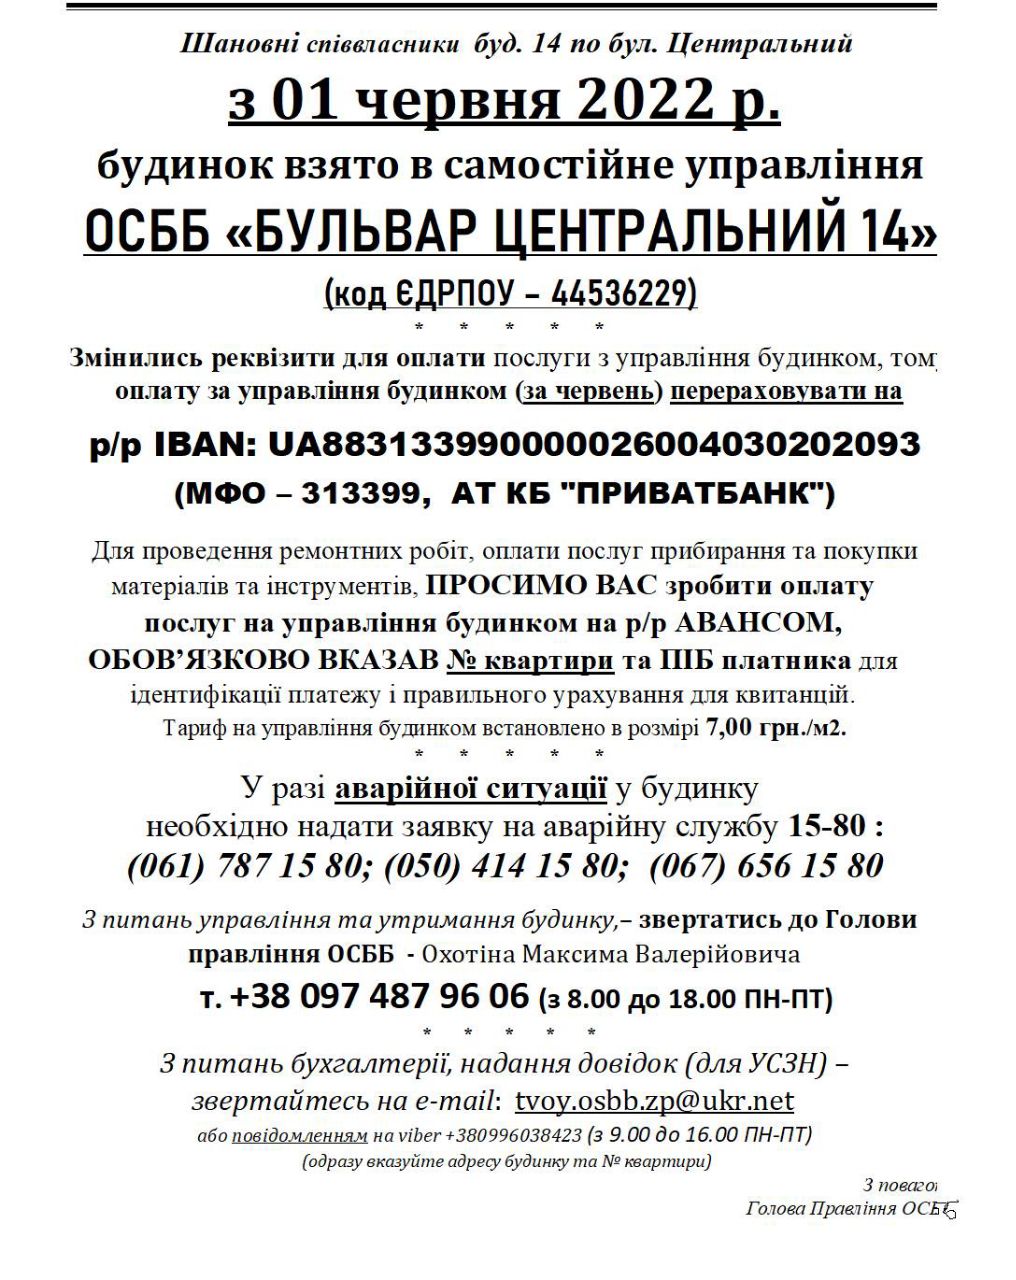 Шановні співвласники буд. 14 по бул. Центральний
з 01 червня 2022 р.
будинок взято в самостійне управління
ОСББ «БУЛЬВАР ЦЕНТРАЛЬНИЙ 14»
(код ЄДРПОУ – 44536229)
* * * * *
Змінились реквізити для оплати послуги з управління будинком, тому
оплату за управління будинком (за червень) перераховувати на
р/р IBAN: UA883133990000026004030202093
(МФО – 313399, АТ КБ "ПРИВАТБАНК")
Для проведення ремонтних робіт, оплати послуг прибирання та покупки
матеріалів та інструментів, ПРОСИМО ВАС зробити оплату
послуг на управління будинком на р/р АВАНСОМ,
ОБОВ’ЯЗКОВО ВКАЗАВ № квартири та ПІБ платника для
ідентифікації платежу і правильного урахування для квитанцій.
Тариф на управління будинком встановлено в розмірі 7,00 грн./м2.
* * * * *
У разі аварійної ситуації у будинку
необхідно надати заявку на аварійну службу 15-80 :
(061) 787 15 80; (050) 414 15 80; (067) 656 15 80
З питань управління та утримання будинку,– звертатись до Голови
правління ОСББ - Охотіна Максима Валерійовича
т. +38 097 487 96 06 (з 8.00 до 18.00 ПН-ПТ)
* * * * *
З питань бухгалтерії, надання довідок (для УСЗН) –
звертайтесь на e-mail: tvoy.osbb.zp@ukr.net
або повідомленням на viber +380996038423 (з 9.00 до 16.00 ПН-ПТ)
(одразу вказуйте адресу будинку та № квартири)
З
Голова Правління